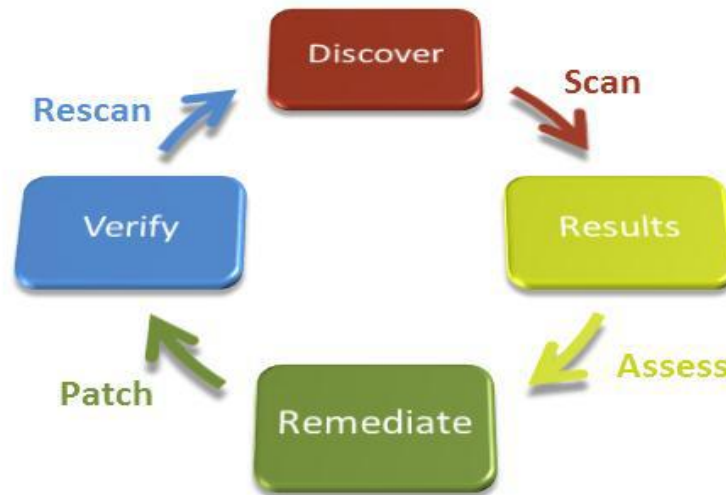 Discover
Scan
Results
Assess
Remediate
Patch
Verify
Rescan